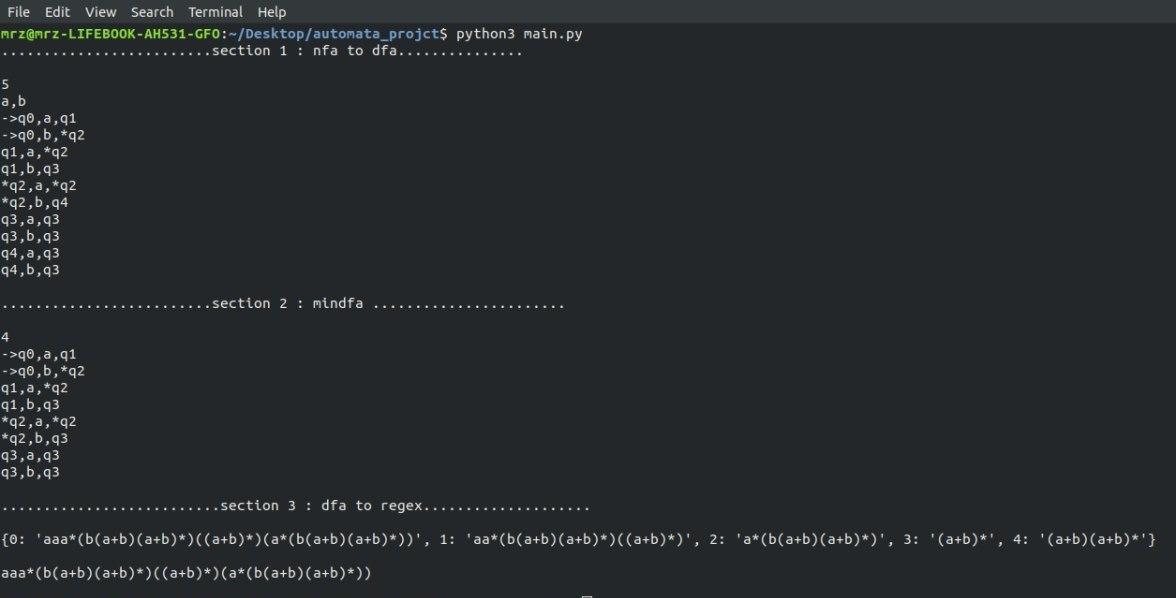 File Edit View Search Terminal Help
mrz@mrz-LIFEBOOK-AH531-GFO:~/Desktop/automata_projct$ python3 main.py
.........................section 1 : nfa to dfa...............
5
a,b
->q0,a,q1
->q0,b,*q2
q1,a,*q2
q1,b,q3
*q2,a,*q2
*q2,b,q4
q3,a,q3
q3,b,q3
q4,a,q3
q4,b,q3
.........................section 2 : mindfa .......................
4
->q0,a,q1
->q0,b,*q2
q1,a,*q2
q1,b,q3
*q2,a,*q2
*q2,b,q3
q3,a,q3
q3,b,q3
..........................section 3 : dfa to regex....................
{0: 'aaa*(b(a+b)(a+b)*)((a+b)*)(a*(b(a+b)(a+b)*))', 1: 'aa*(b(a+b)(a+b)*)((a+b)*)', 2: 'a*(b(a+b)(a+b)*)', 3: '(a+b)*', 4: '(a+b)(a+b)*'}
aaa*(b(a+b)(a+b)*)((a+b)*)(a*(b(a+b)(a+b)*))